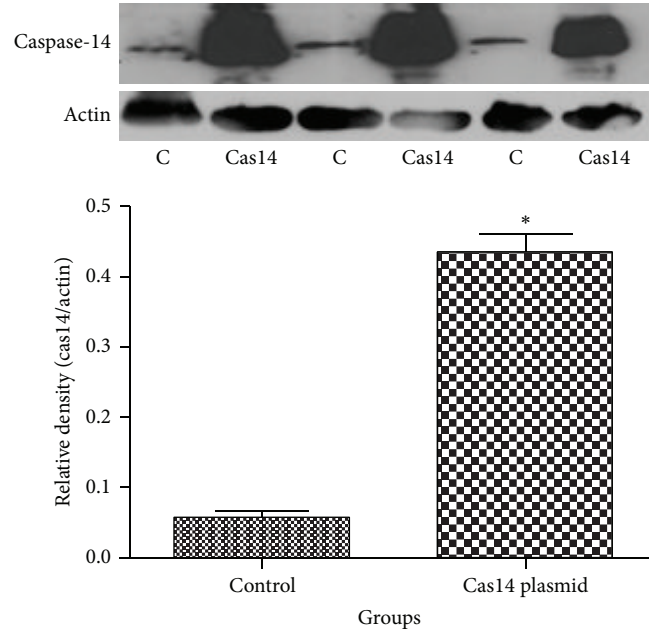 Caspase-14
Actin
C Cas14 C Cas14 C Cas14
Relative density (cas14/actin)
0.5
0.4
0.3
0.2
0.1
0.0
*
Control Cas14 plasmid
Groups